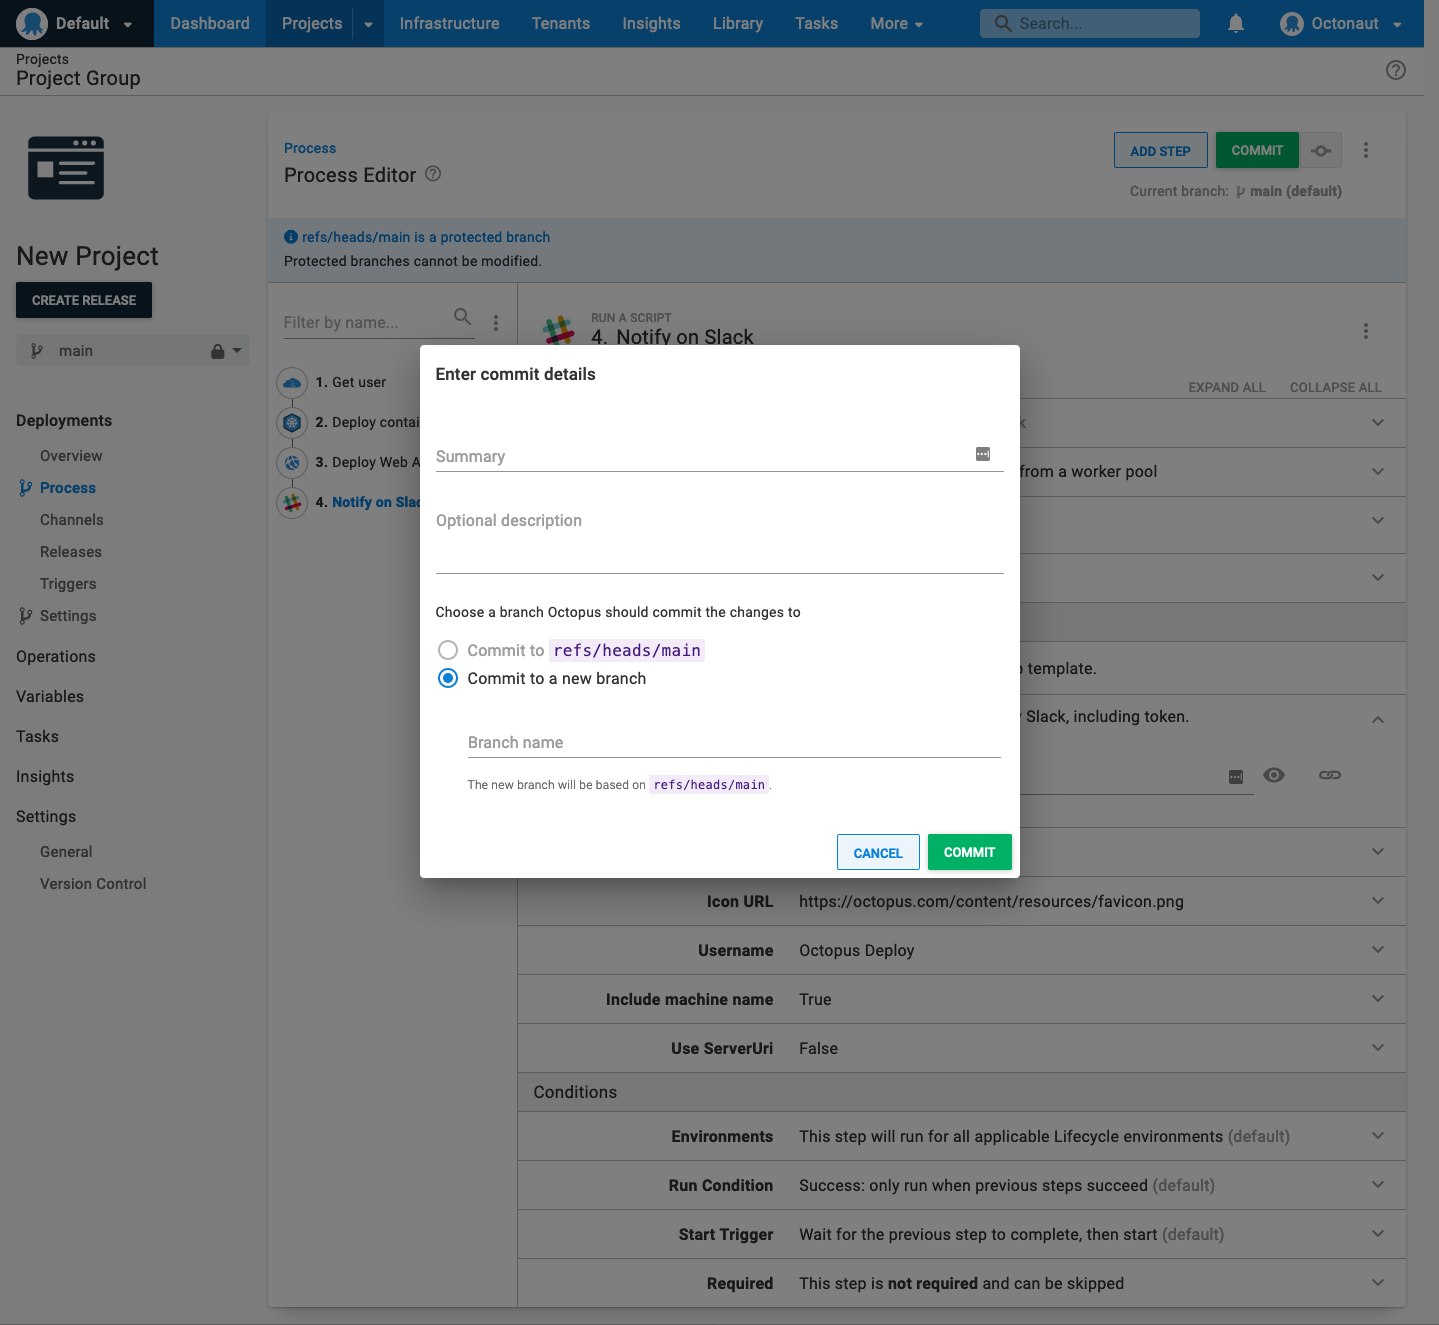 Default
Dashboard
Projects
Infrastructure
Tenants
Insights
Library
Tasks
More
Search...
Octonaut
Projects
Project Group
New Project
CREATE RELEASE
main
Deployments
Overview
Process
Channels
Releases
Triggers
Settings
Operations
Variables
Tasks
Insights
Settings
General
Version Control
Process
Process Editor
ADD STEP
COMMIT
Current branch: main (default)
refs/heads/main is a protected branch
Protected branches cannot be modified.
Filter by name...
1. Get user
2. Deploy contai
3. Deploy Web A
4. Notify on Slac
RUN A SCRIPT
4. Notify on Slack
EXPAND ALL
COLLAPSE ALL
k
from a worker pool
template.
Slack, including token.
Enter commit details
Summary
Optional description
Choose a branch Octopus should commit the changes to
Commit to refs/heads/main
Commit to a new branch
Branch name
The new branch will be based on refs/heads/main.
CANCEL
COMMIT
Icon URL https://octopus.com/content/resources/favicon.png
Username Octopus Deploy
Include machine name True
Use ServerUri False
Conditions
Environments This step will run for all applicable Lifecycle environments (default)
Run Condition Success: only run when previous steps succeed (default)
Start Trigger Wait for the previous step to complete, then start (default)
Required This step is not required and can be skipped